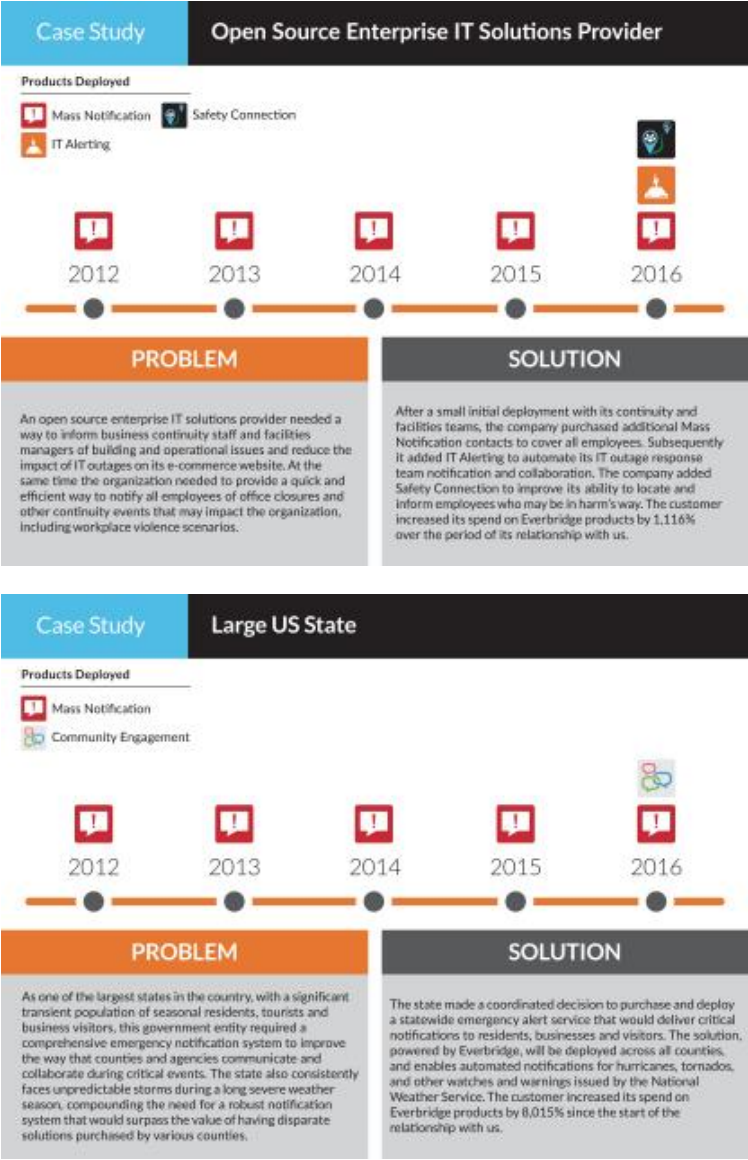 Case Study
Open Source Enterprise IT Solutions Provider
Products Deployed
Mass Notification
Safety Connection
IT Alerting
2012
2013
2014
2015
2016
PROBLEM
An open source enterprise IT solutions provider needed a
way to inform business continuity staff and facilities
managers of building and operational issues and reduce the
impact of IT outages on its e-commerce website. At the
same time the organization needed to provide a quick and
efficient way to notify all employees of office closures and
other continuity events that may impact the organization,
including workplace violence scenarios.
SOLUTION
After a small initial deployment with its continuity and
facilities teams, the company purchased additional Mass
Notification contacts to cover all employees. Subsequently
it added IT Alerting to automate its IT outage response
team notification and collaboration. The company added
Safety Connection to improve its ability to locate and
inform employees who may be in harm's way. The customer
increased its spend on Everbridge products by 1,116%
over the period of its relationship with us.
Case Study
Large US State
Products Deployed
Mass Notification
Community Engagement
2012
2013
2014
2015
2016
PROBLEM
As one of the largest states in the country, with a significant
transient population of seasonal residents, tourists and
business visitors, this government entity required a
comprehensive emergency notification system to improve
the way that counties and agencies communicate and
collaborate during critical events. The state also consistently
faces unpredictable storms during a long severe weather
season, compounding the need for a robust notification
system that would surpass the value of having disparate
solutions purchased by various counties.
SOLUTION
The state made a coordinated decision to purchase and deploy
a statewide emergency alert service that would deliver critical
notifications to residents, businesses and visitors. The solution,
powered by Everbridge, will be deployed across all counties,
and enables automated notifications for hurricanes, tornados,
and other watches and warnings issued by the National
Weather Service. The customer increased its spend on
Everbridge products by 8,015% since the start of the
relationship with us.